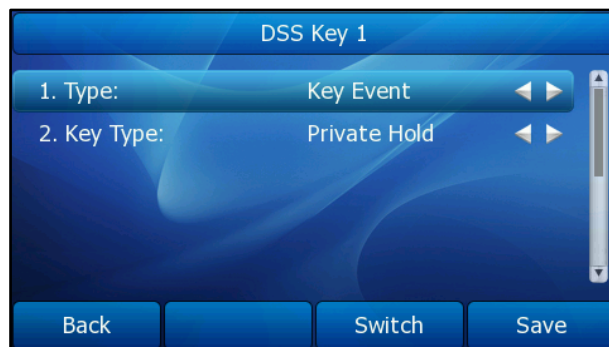 DSS Key 1
1. Type: Key Event
2. Key Type: Private Hold
Back Switch Save